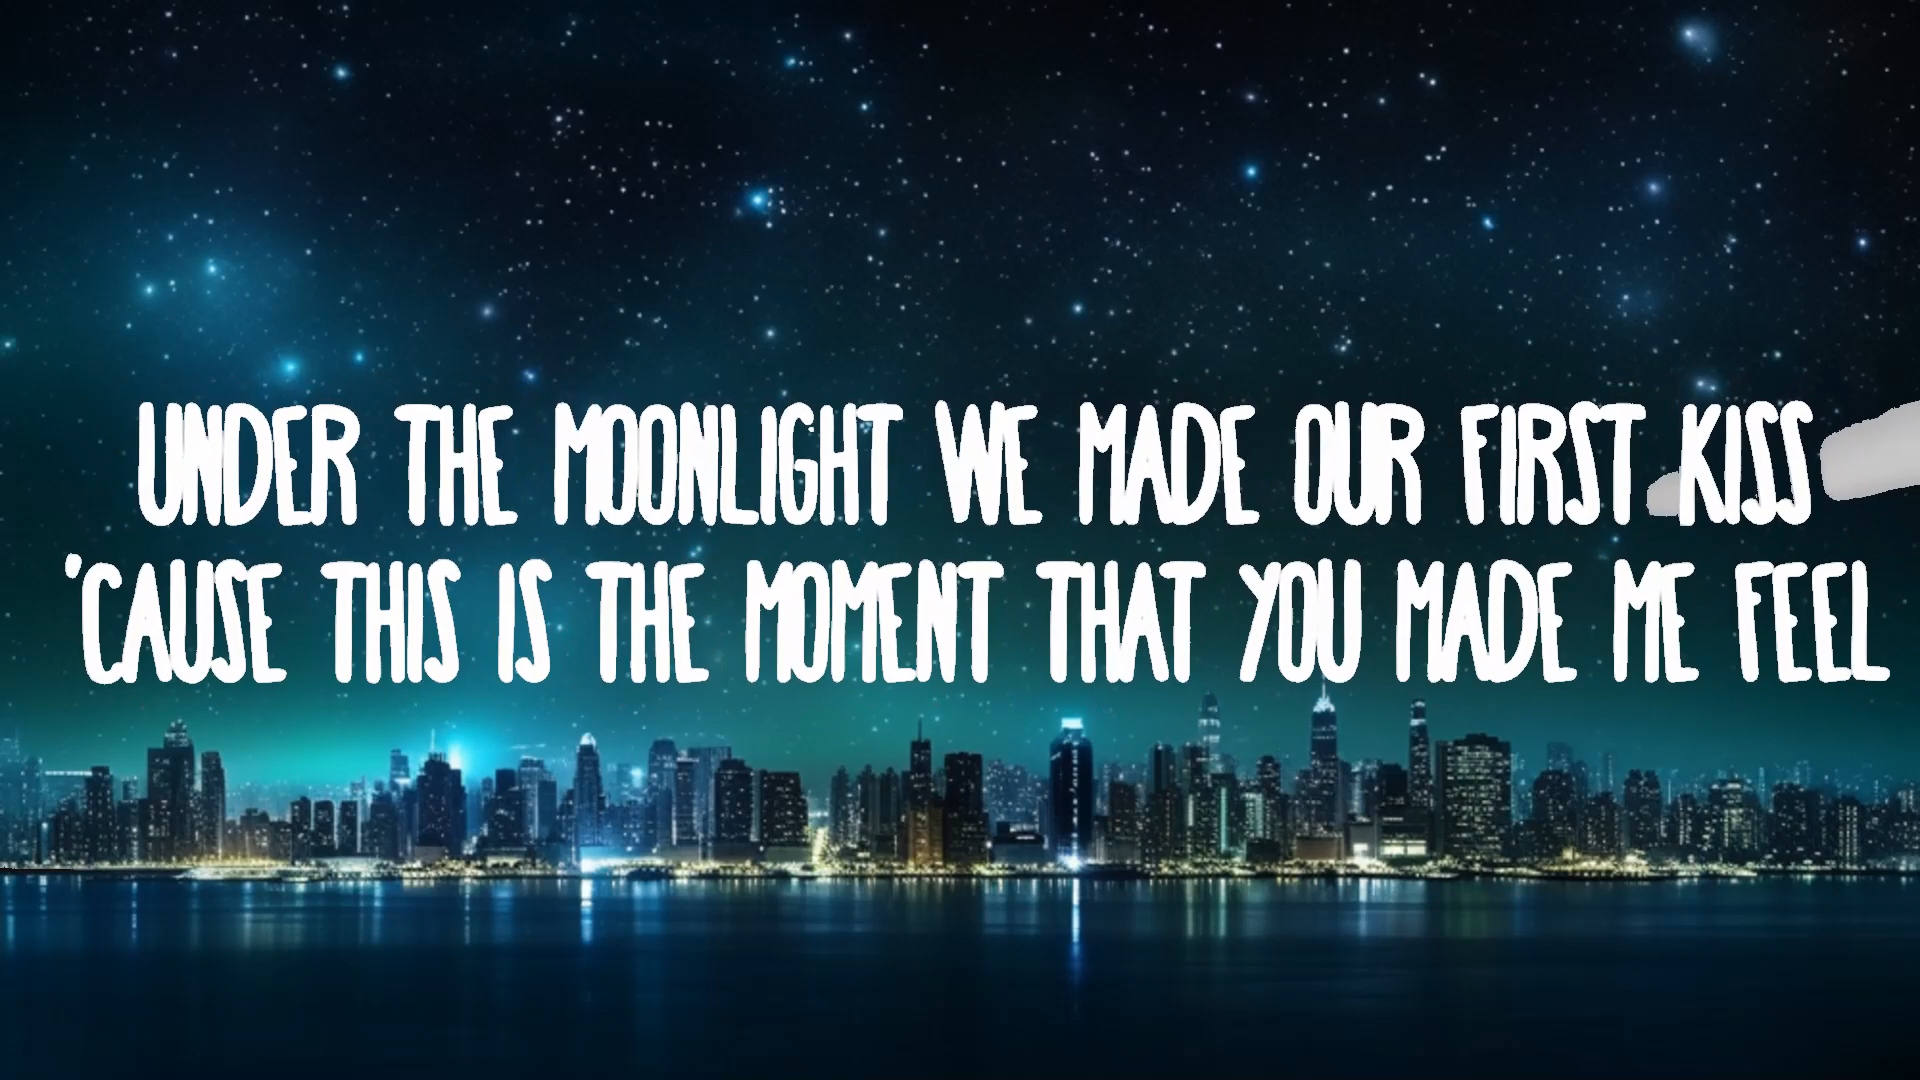 UNDER THE MOONLIGHT WE MADE OUR FIRST KISS
'CAUSE THIS IS THE MOMENT THAT YOU MADE ME FEEL